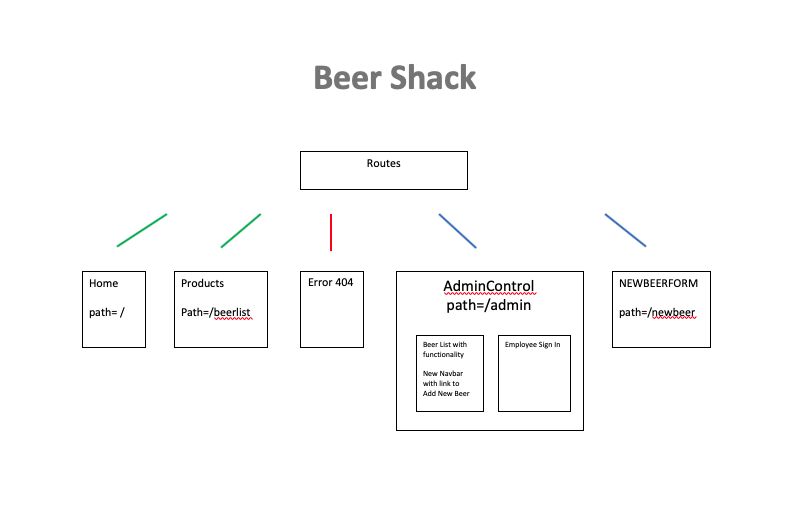 Beer Shack
Routes
Home
path= /
Products
Path=/beerlist
Error 404
AdminControl
path=/admin
Beer List with
functionality
New Navbar
with link to
Add New Beer
Employee Sign In
NEWBEERFORM
path=/newbeer